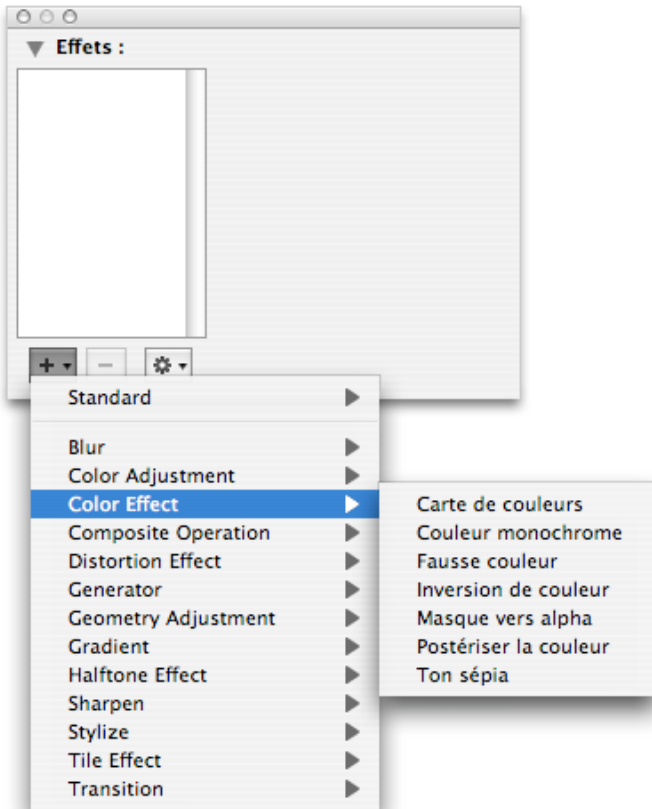 Effets :
Standard
Blur
Color Adjustment
Color Effect
Composite Operation
Distortion Effect
Generator
Geometry Adjustment
Gradient
Halftone Effect
Sharpen
Stylize
Tile Effect
Transition
Carte de couleurs
Couleur monochrome
Fausse couleur
Inversion de couleur
Masque vers alpha
Postériser la couleur
Ton sépia